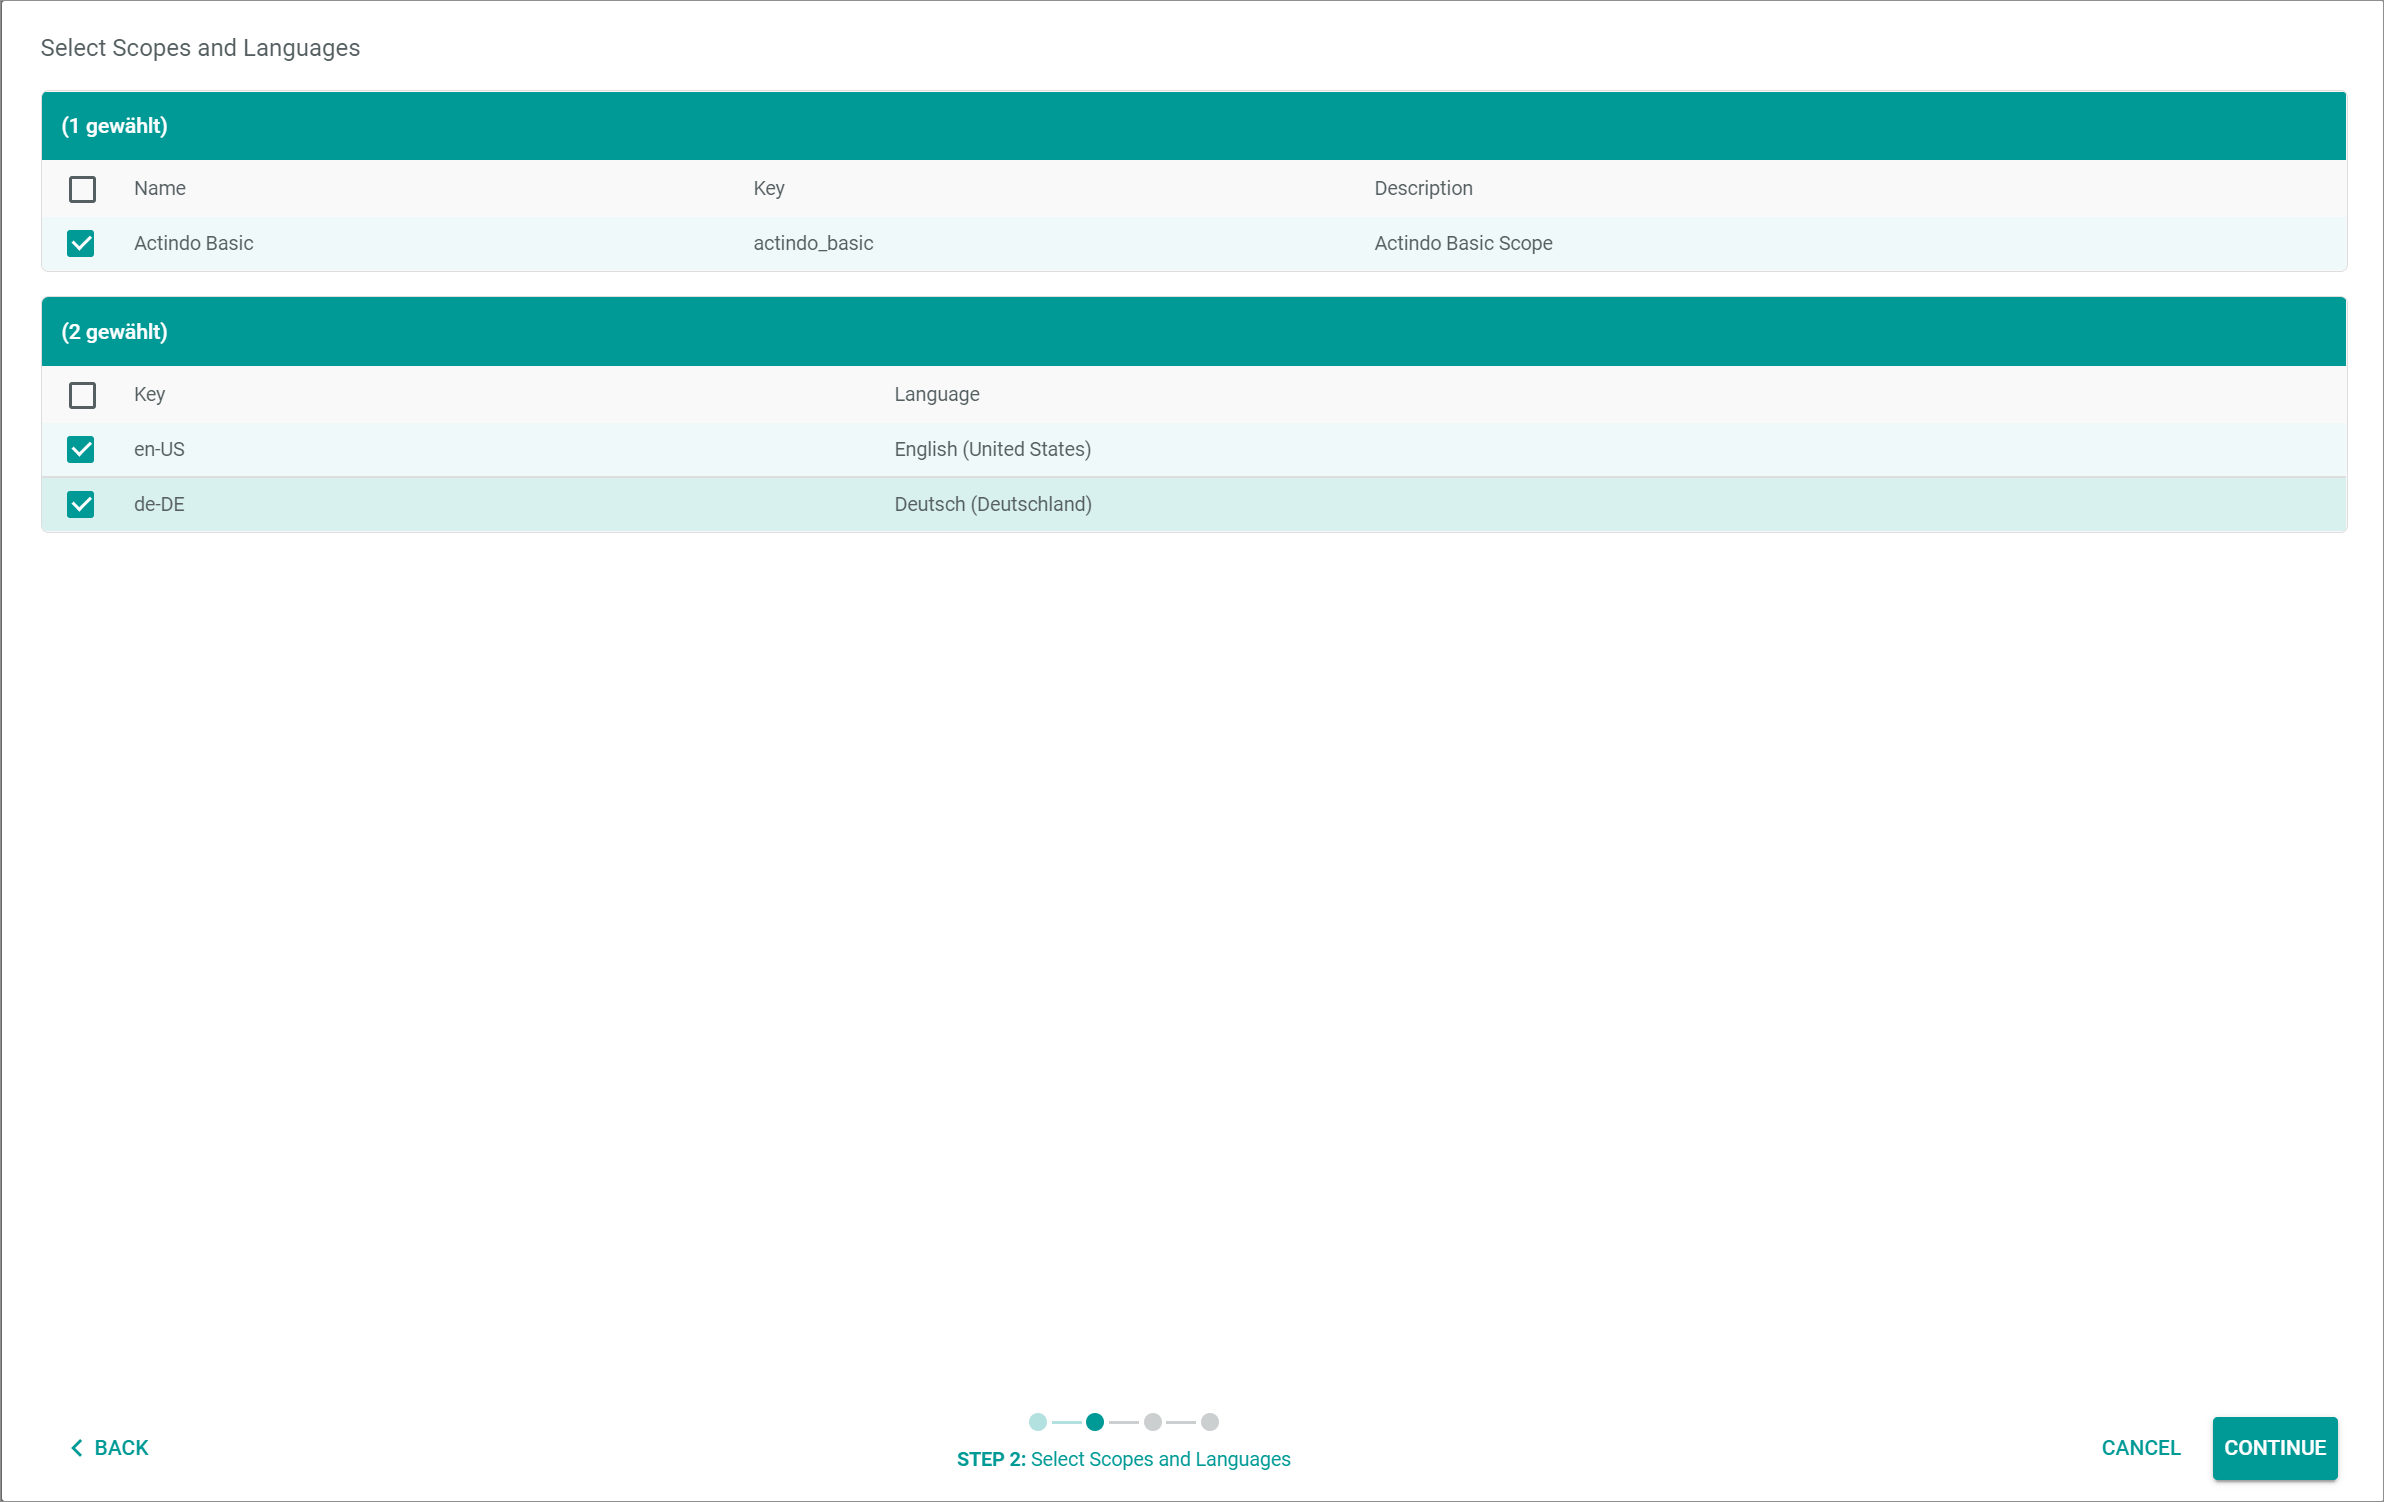 Select Scopes and Languages
(1 gewählt)
Name Key Description
Actindo Basic actindo_basic Actindo Basic Scope
(2 gewählt)
Key Language
en-US English (United States)
de-DE Deutsch (Deutschland)
BACK
STEP 2: Select Scopes and Languages
CANCEL
CONTINUE